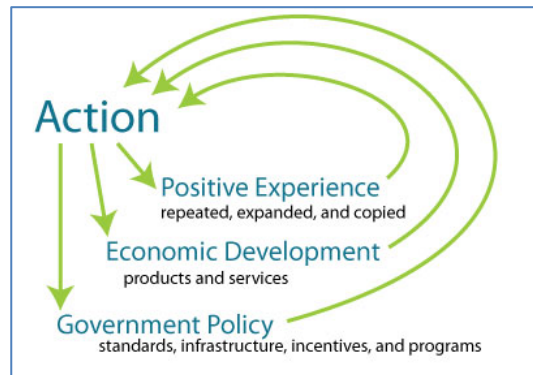 Action
Positive Experience
repeated, expanded, and copied
Economic Development
products and services
Government Policy
standards, infrastructure, incentives, and programs